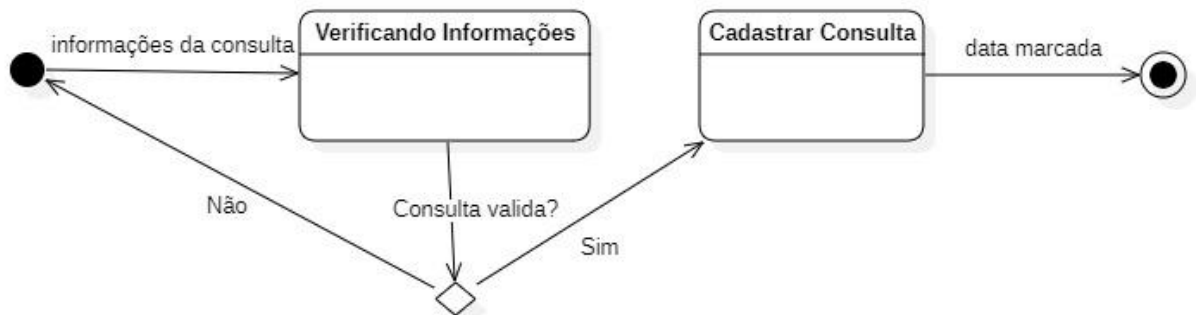 informações da consulta
Verificando Informações
Cadastrar Consulta
data marcada
Não
Consulta valida?
Sim